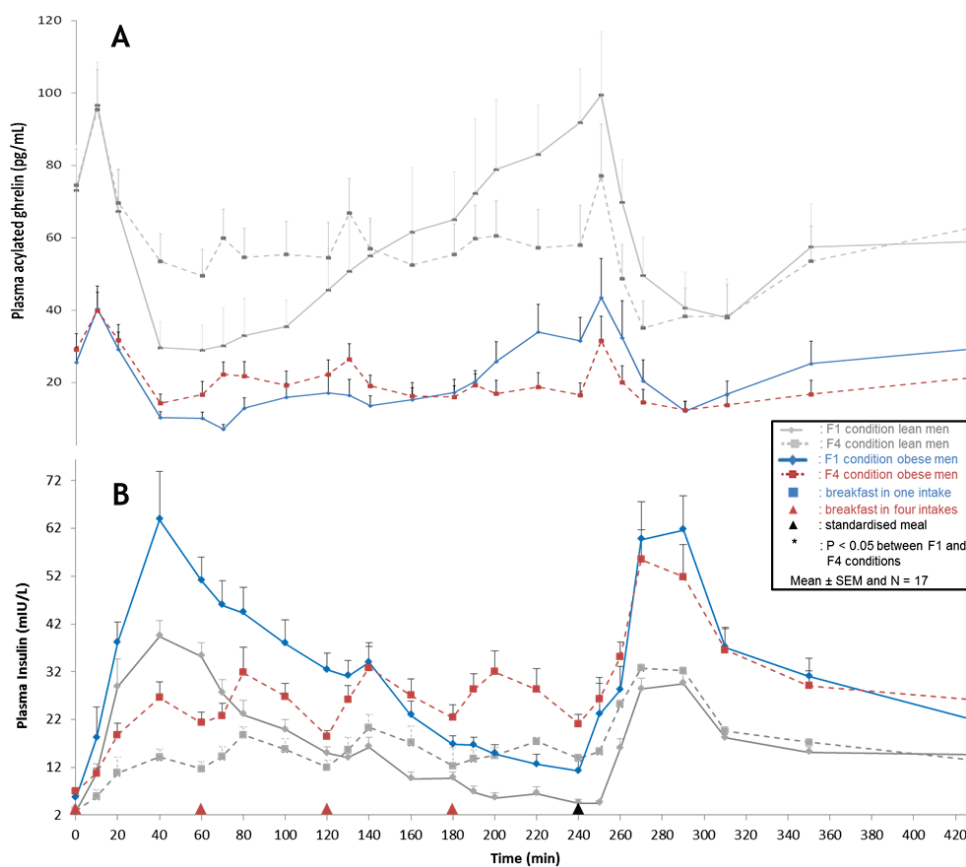 A
120
100
80
60
40
20
Plasma acylated ghrelin (pg/mL)
: F1 condition lean men
: F4 condition lean men
: F1 condition obese men
: F4 condition obese men
: breakfast in one intake
: breakfast in four intakes
: standardised meal
* : P < 0.05 between F1 and
F4 conditions
Mean ± SEM and N = 17
B
72
62
52
42
32
22
12
2
Plasma Insulin (mIU/L)
0 20 40 60 80 100 120 140 160 180 200 220 240 260 280 300 320 340 360 380 400 420
Time (min)